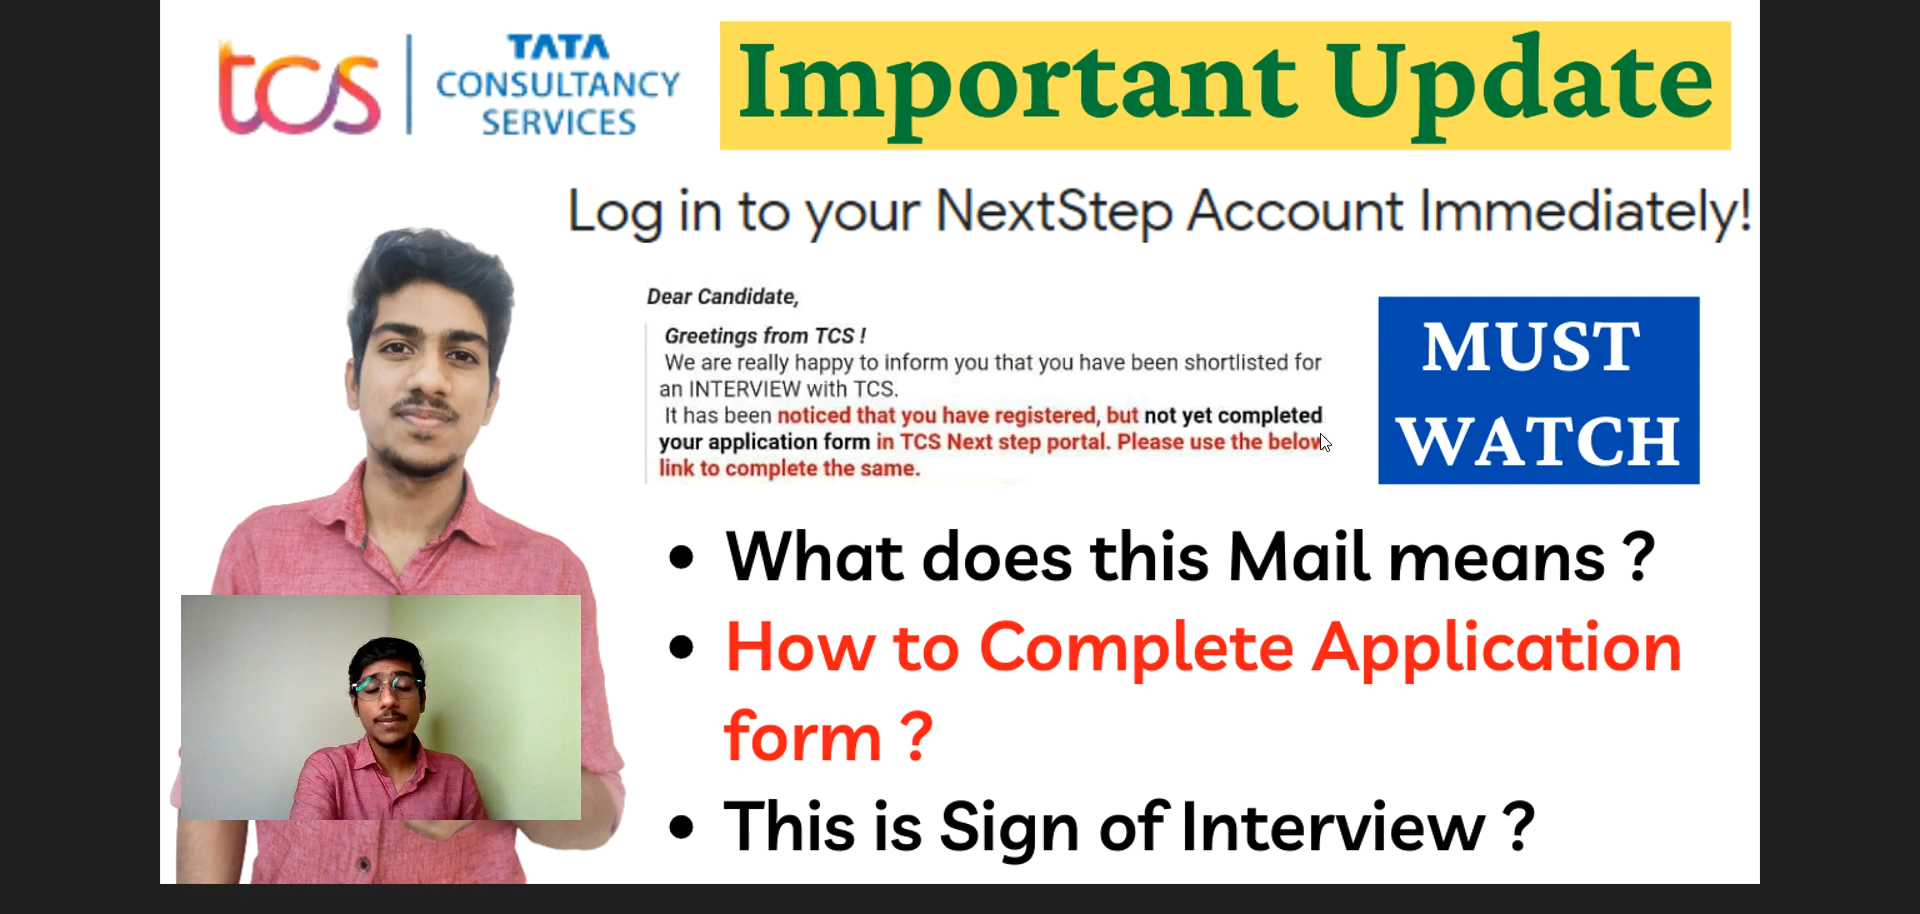 tcs
TATA
CONSULTANCY
SERVICES
Important Update
Log in to your NextStep Account Immediately!
Dear Candidate,
Greetings from TCS !
We are really happy to inform you that you have been shortlisted for
an INTERVIEW with TCS.
It has been noticed that you have registered, but not yet completed
your application form in TCS Next step portal. Please use the below
link to complete the same.
MUST
WATCH
• What does this Mail means ?
• How to Complete Application
form ?
• This is Sign of Interview ?